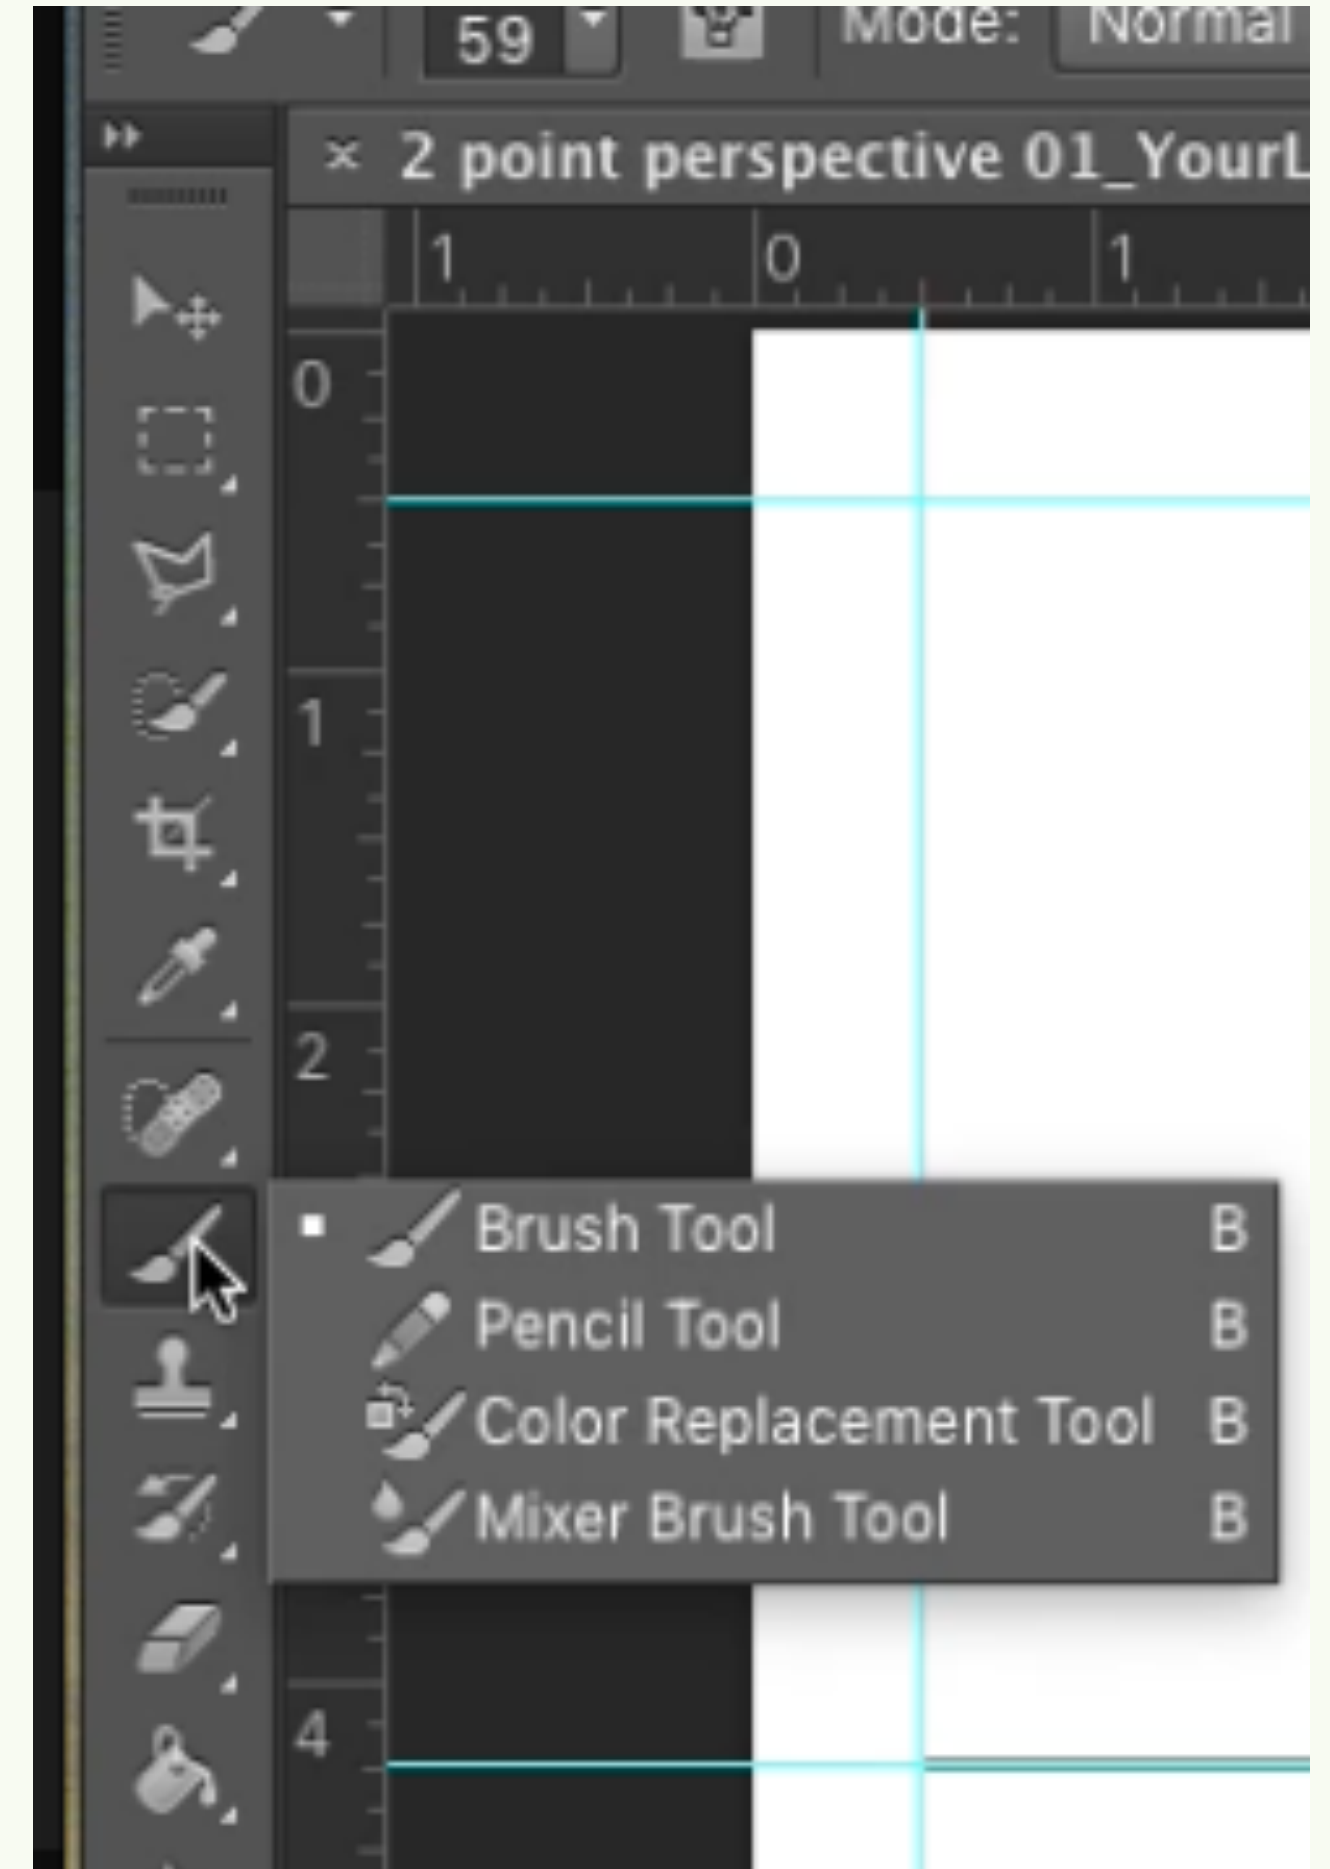 59 Mode: Normal
× 2 point perspective 01_YourL
1 0 1
0
1
2
Brush Tool B
Pencil Tool B
Color Replacement Tool B
Mixer Brush Tool B
4